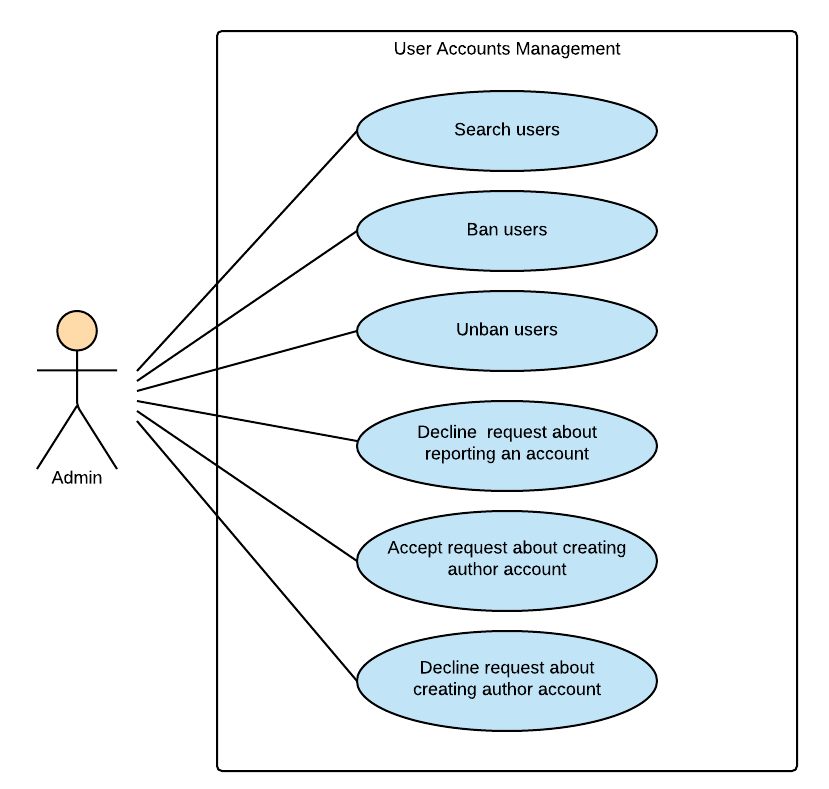 User Accounts Management
Search users
Ban users
Unban users
Decline  request about
reporting an account
Accept request about creating
author account
Decline request about
creating author account
Admin